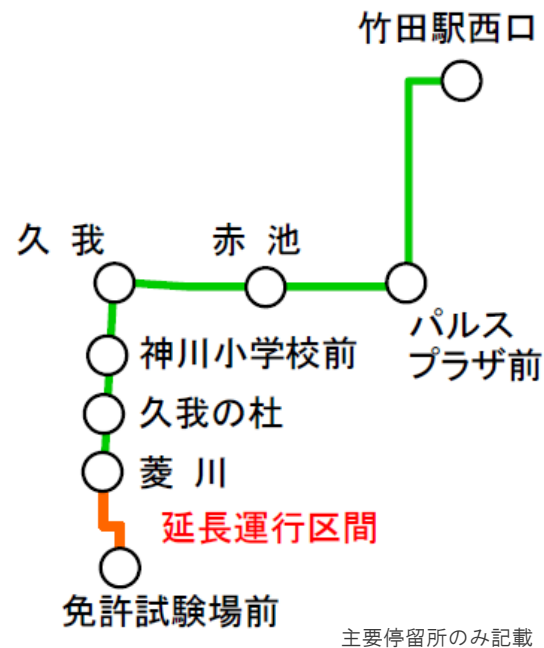 竹田駅西口
久 我
赤 池
パルス
プラザ前
神川小学校前
久我の杜
菱 川
延長運行区間
免許試験場前
主要停留所のみ記載